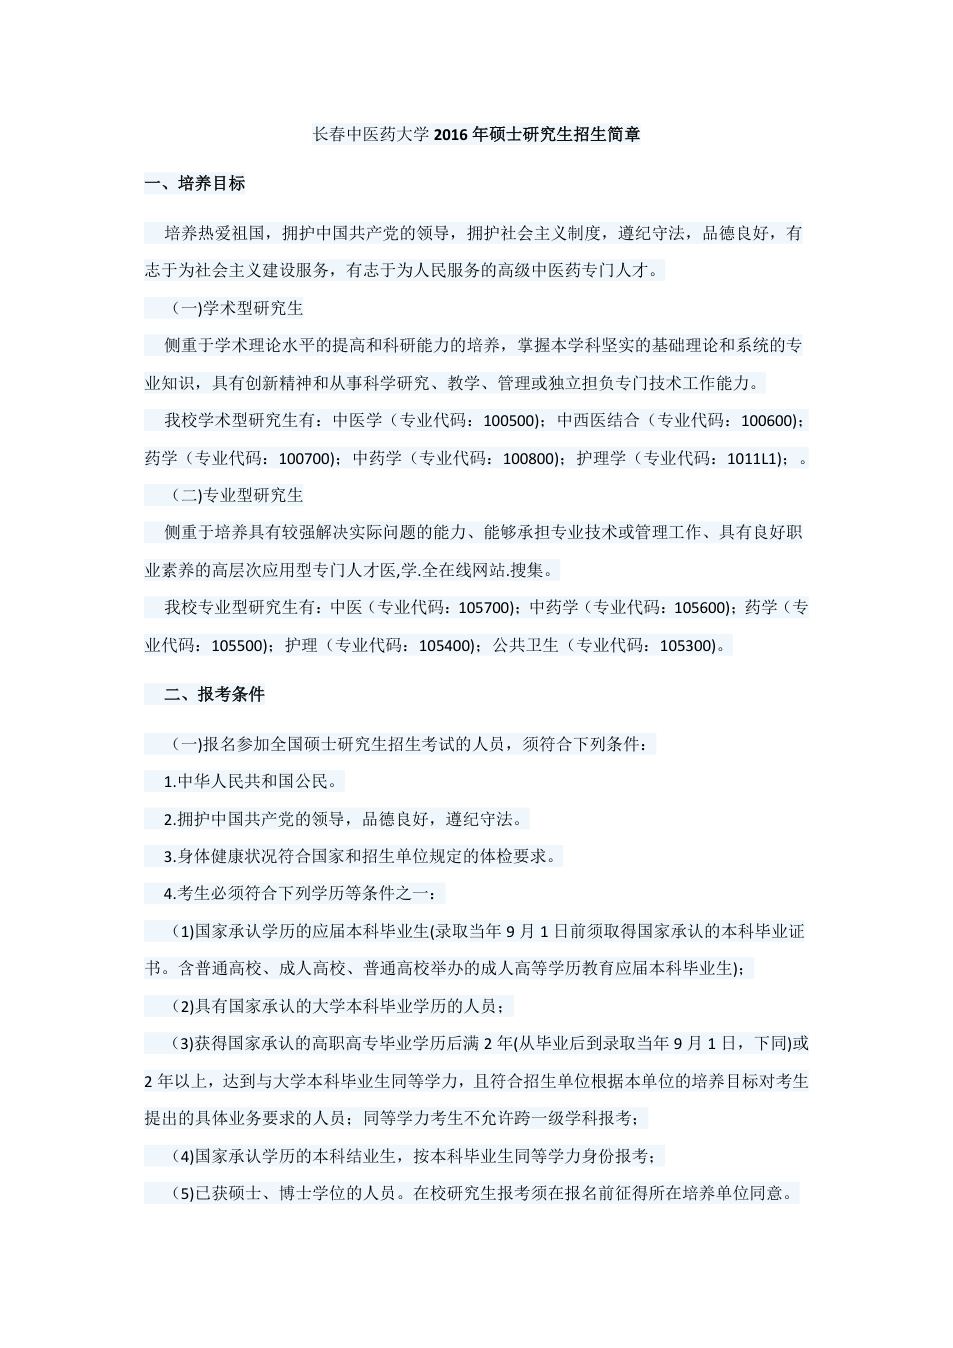 长春中医药大学 2016 年硕士研究生招生简章
一、培养目标
培养热爱祖国，拥护中国共产党的领导，拥护社会主义制度，遵纪守法，品德良好，有
志于为社会主义建设服务，有志于为人民服务的高级中医药专门人才。
（一)学术型研究生
侧重于学术理论水平的提高和科研能力的培养，掌握本学科坚实的基础理论和系统的专
业知识，具有创新精神和从事科学研究、教学、管理或独立担负专门技术工作能力。
我校学术型研究生有：中医学（专业代码：100500)；中西医结合（专业代码：100600)；
药学（专业代码：100700)；中药学（专业代码：100800)；护理学（专业代码：1011L1)；。
（二)专业型研究生
侧重于培养具有较强解决实际问题的能力、能够承担专业技术或管理工作、具有良好职
业素养的高层次应用型专门人才医,学.全在线网站.搜集。
我校专业型研究生有：中医（专业代码：105700)；中药学（专业代码：105600)；药学（专
业代码：105500)；护理（专业代码：105400)；公共卫生（专业代码：105300)。
二、报考条件
（一)报名参加全国硕士研究生招生考试的人员，须符合下列条件：
1.中华人民共和国公民。
2.拥护中国共产党的领导，品德良好，遵纪守法。
3.身体健康状况符合国家和招生单位规定的体检要求。
4.考生必须符合下列学历等条件之一：
（1)国家承认学历的应届本科毕业生(录取当年 9 月 1 日前须取得国家承认的本科毕业证
书。含普通高校、成人高校、普通高校举办的成人高等学历教育应届本科毕业生)；
（2)具有国家承认的大学本科毕业学历的人员；
（3)获得国家承认的高职高专毕业学历后满 2 年(从毕业后到录取当年 9 月 1 日，下同)或
2 年以上，达到与大学本科毕业生同等学力，且符合招生单位根据本单位的培养目标对考生
提出的具体业务要求的人员；同等学力考生不允许跨一级学科报考；
（4)国家承认学历的本科结业生，按本科毕业生同等学力身份报考；
（5)已获硕士、博士学位的人员。在校研究生报考须在报名前征得所在培养单位同意。